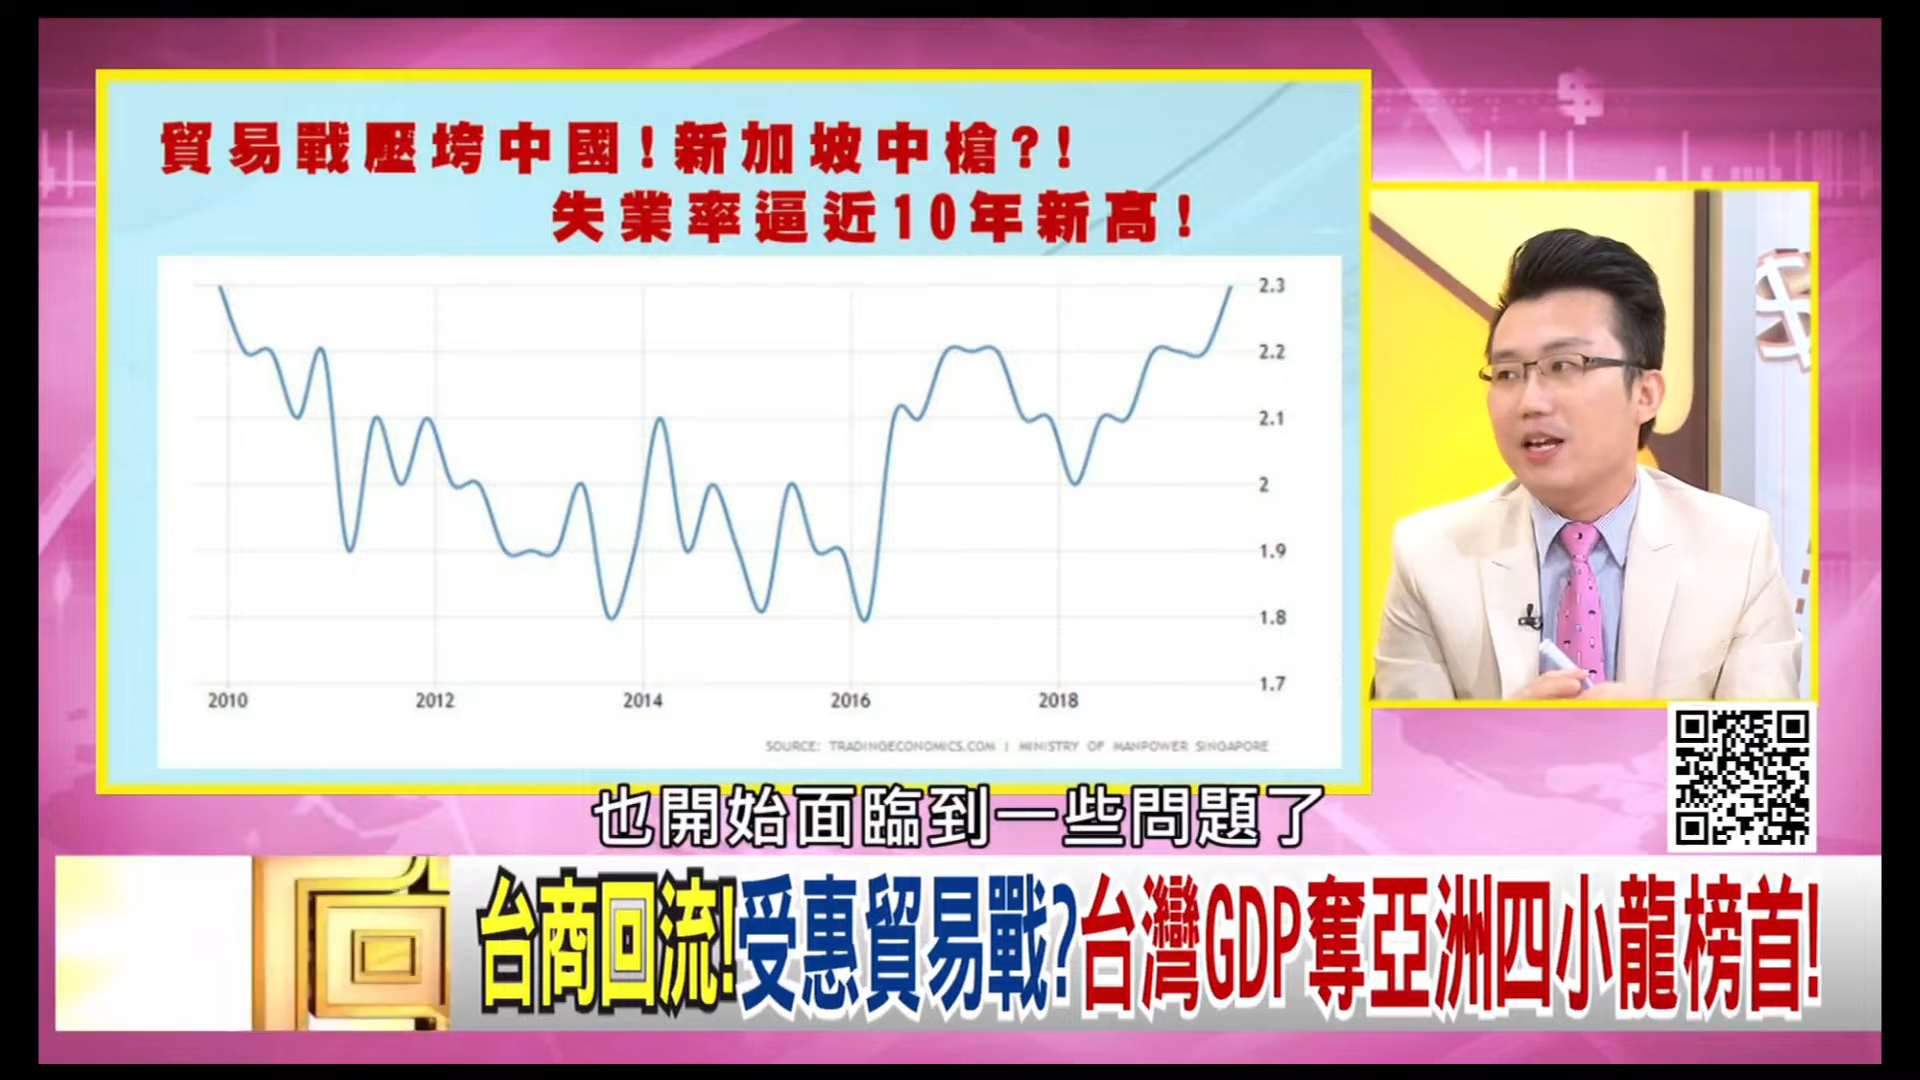 貿易戰壓垮中國!新加坡中槍?!
失業率逼近10年新高!
2.3
2.2
2.1
2
1.9
1.8
1.7
2010 2012 2014 2016 2018
SOURCE: TRADINGECONOMICS.COM | MINISTRY OF MANPOWER SINGAPORE
也開始面臨到一些問題了
台商回流!受惠貿易戰?台灣GDP奪亞洲四小龍榜首!